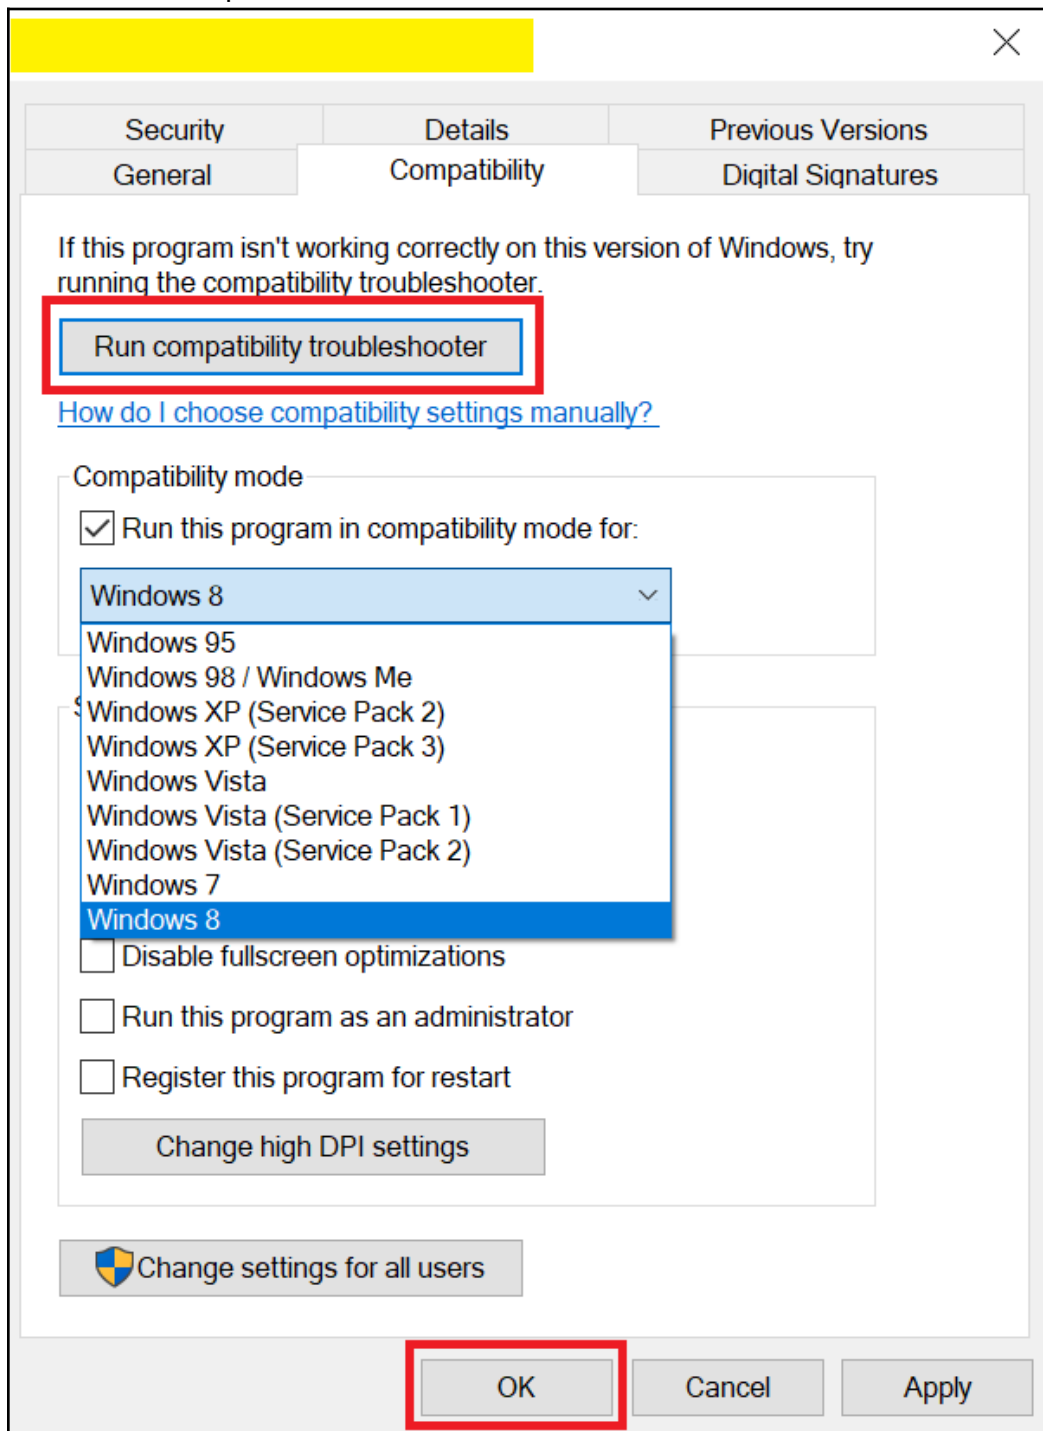 Security
Details
Previous Versions
General
Compatibility
Digital Signatures
If this program isn't working correctly on this version of Windows, try
running the compatibility troubleshooter.
Run compatibility troubleshooter
How do I choose compatibility settings manually?
Compatibility mode
Run this program in compatibility mode for:
Windows 8
Windows 95
Windows 98 / Windows Me
Windows XP (Service Pack 2)
Windows XP (Service Pack 3)
Windows Vista
Windows Vista (Service Pack 1)
Windows Vista (Service Pack 2)
Windows 7
Windows 8
Disable fullscreen optimizations
Run this program as an administrator
Register this program for restart
Change high DPI settings
Change settings for all users
OK
Cancel
Apply